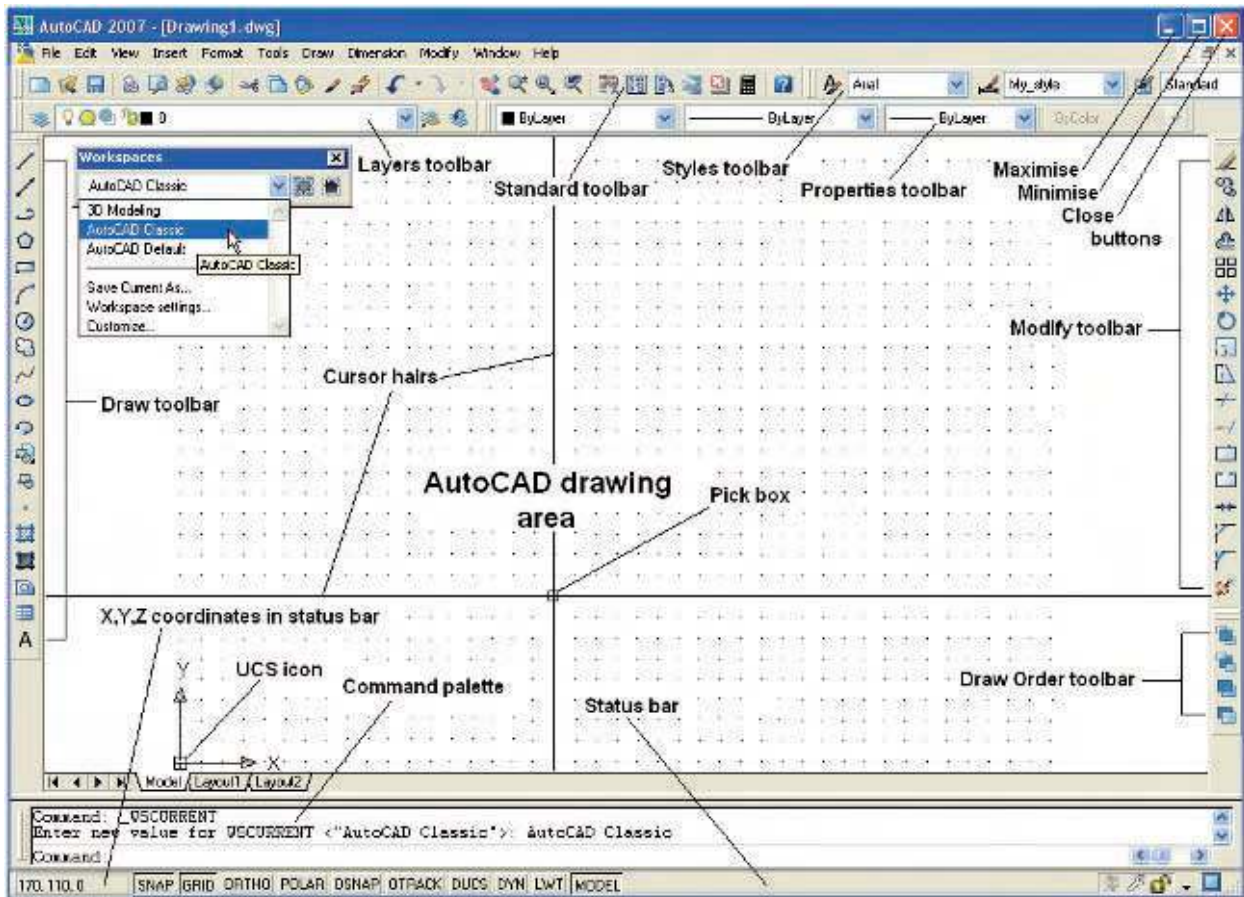 AutoCAD 2007 - [Drawing1.dwg]
File Edit View Insert Format Tools Draw Dimension Modify Window Help
Arial My_style Standard
0 ByLayer ByLayer ByLayer ByColor
Workspaces
AutoCAD Classic
3D Modeling
AutoCAD Classic
AutoCAD Default
AutoCAD Classic
Save Current As...
Workspace settings...
Customize...
Layers toolbar
Standard toolbar
Styles toolbar
Properties toolbar
Maximise
Minimise
Close
buttons
Modify toolbar
Cursor hairs
Draw toolbar
AutoCAD drawing
area
Pick box
X,Y,Z coordinates in status bar
A
Y
UCS icon
Command palette
Status bar
Draw Order toolbar
X
Model Layout1 Layout2
Command: _WSCURRENT
Enter new value for WSCURRENT <"AutoCAD Classic">: AutoCAD Classic
Command:
170,110,0 SNAP GRID ORTHO POLAR OSNAP OTRACK DUCS DYN LWT MODEL